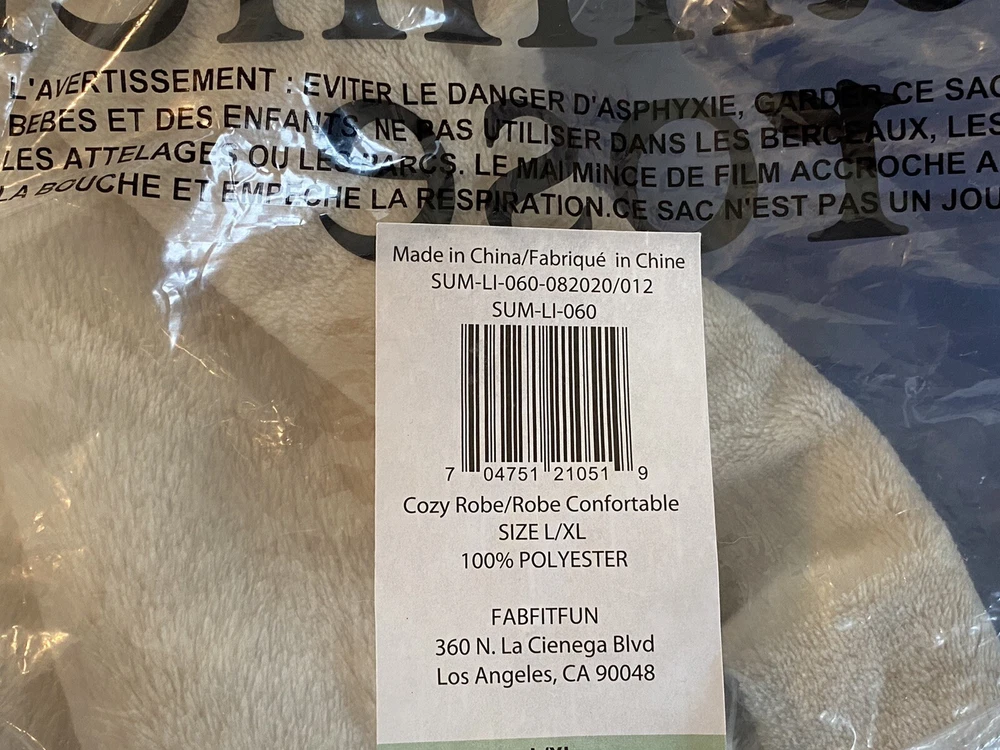 L'AVERTISSEMENT : EVITER LE DANGER D'ASPHYXIE, GARDER CE SAC
BEBES ET DES ENFANTS, NE PAS UTILISER DANS LES BERCEAUX, LES
LES ATTELAGES OU LES PARCS. LE MAI MINCE DE FILM ACCROCHE A
LA BOUCHE ET EMPECHE LA RESPIRATION.CE SAC N'EST PAS UN JOU
Made in China/Fabriqué in Chine
SUM-LI-060-082020/012
SUM-LI-060
7 04751 21051 9
Cozy Robe/Robe Confortable
SIZE L/XL
100% POLYESTER
FABFITFUN
360 N. La Cienega Blvd
Los Angeles, CA 90048